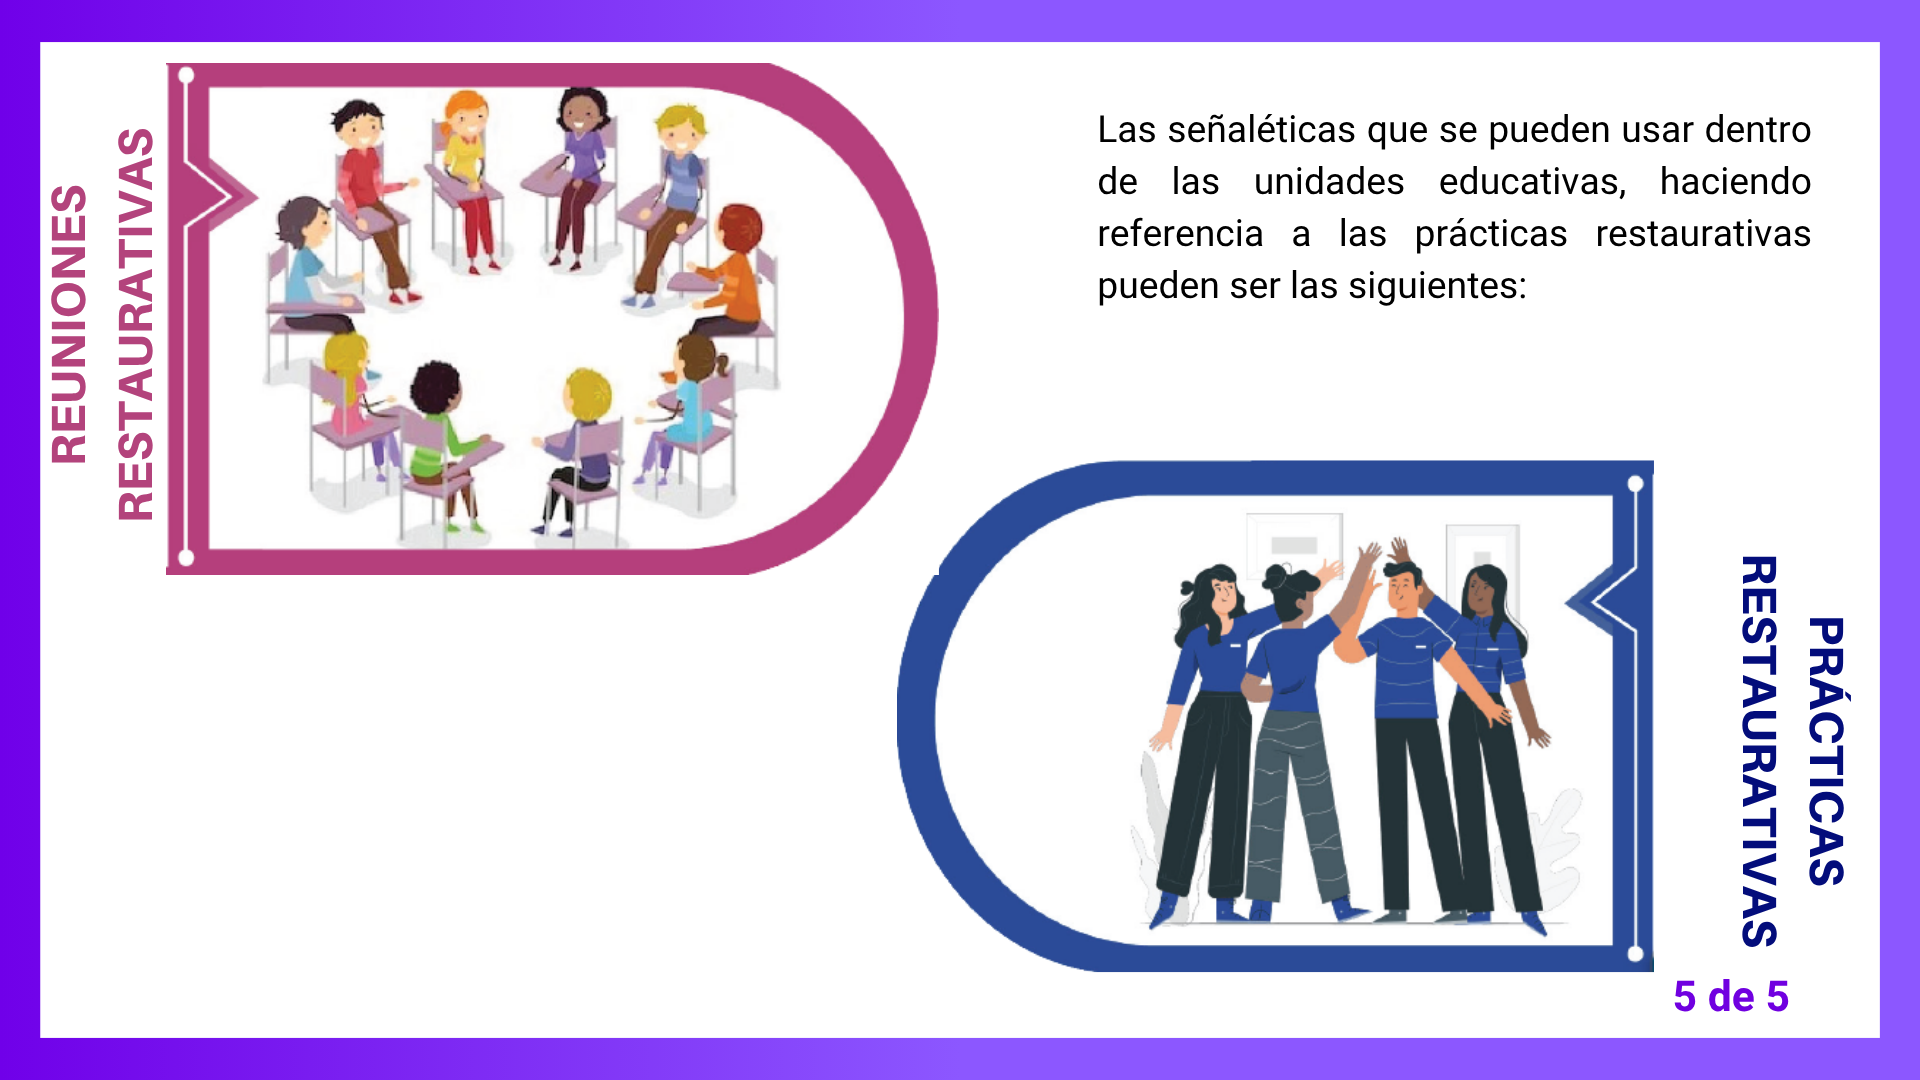 REUNIONES
RESTAURATIVAS
Las señaléticas que se pueden usar dentro
de las unidades educativas, haciendo
referencia a las prácticas restaurativas
pueden ser las siguientes:
PRÁCTICAS
RESTAURATIVAS
5 de 5